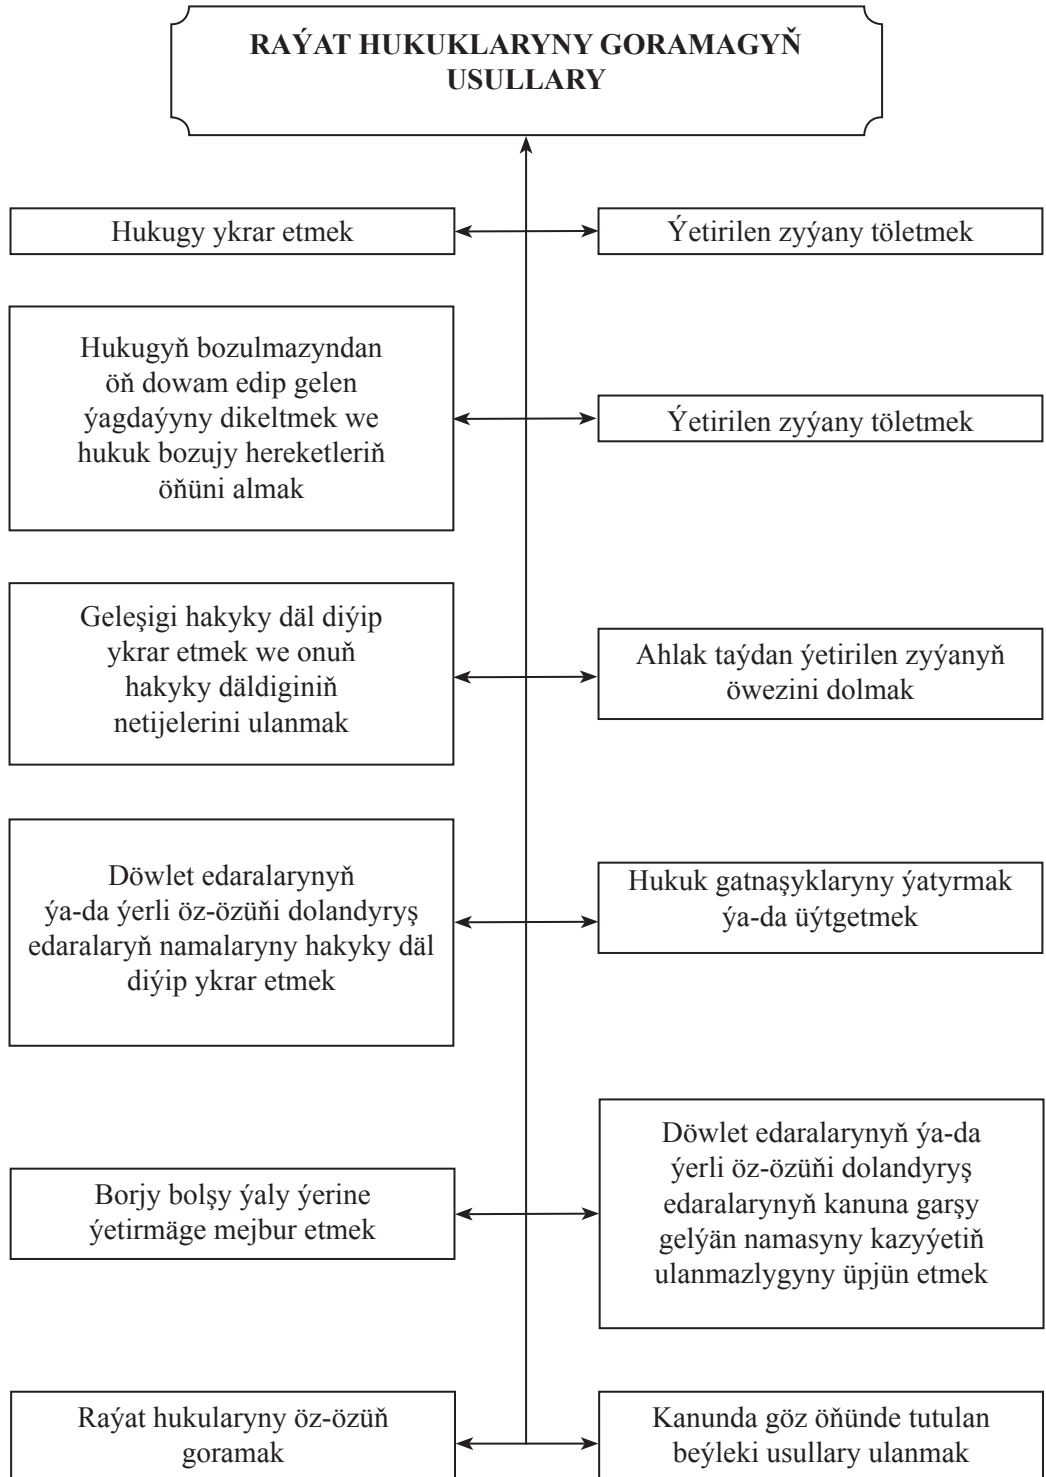 RAÝAT HUKUKLARYNY GORAMAGYŇ
USULLARY
Hukugy ykrar etmek
Ýetirilen zyýany töletmek
Hukugyň bozulmazyndan
öň dowam edip gelen
ýagdaýyny dikeltmek we
hukuk bozujy hereketleriň
öňüni almak
Ýetirilen zyýany töletmek
Geleşigi hakyky däl diýip
ykrar etmek we onuň
hakyky däldiginiň
netijelerini ulanmak
Ahlak taýdan ýetirilen zyýanyň
öwezini dolmak
Döwlet edaralarynyň
ýa-da ýerli öz-özüňi dolandyryş
edaralaryň namalaryny hakyky däl
diýip ykrar etmek
Hukuk gatnaşyklaryny ýatyrmak
ýa-da üýtgetmek
Borjy bolşy ýaly ýerine
ýetirmäge mejbur etmek
Döwlet edaralarynyň ýa-da
ýerli öz-özüňi dolandyryş
edaralarynyň kanuna garşy
gelýän namasyny kazyýetiň
ulanmazlygyny üpjün etmek
Raýat hukularyny öz-özüň
goramak
Kanunda göz öňünde tutulan
beýleki usullary ulanmak